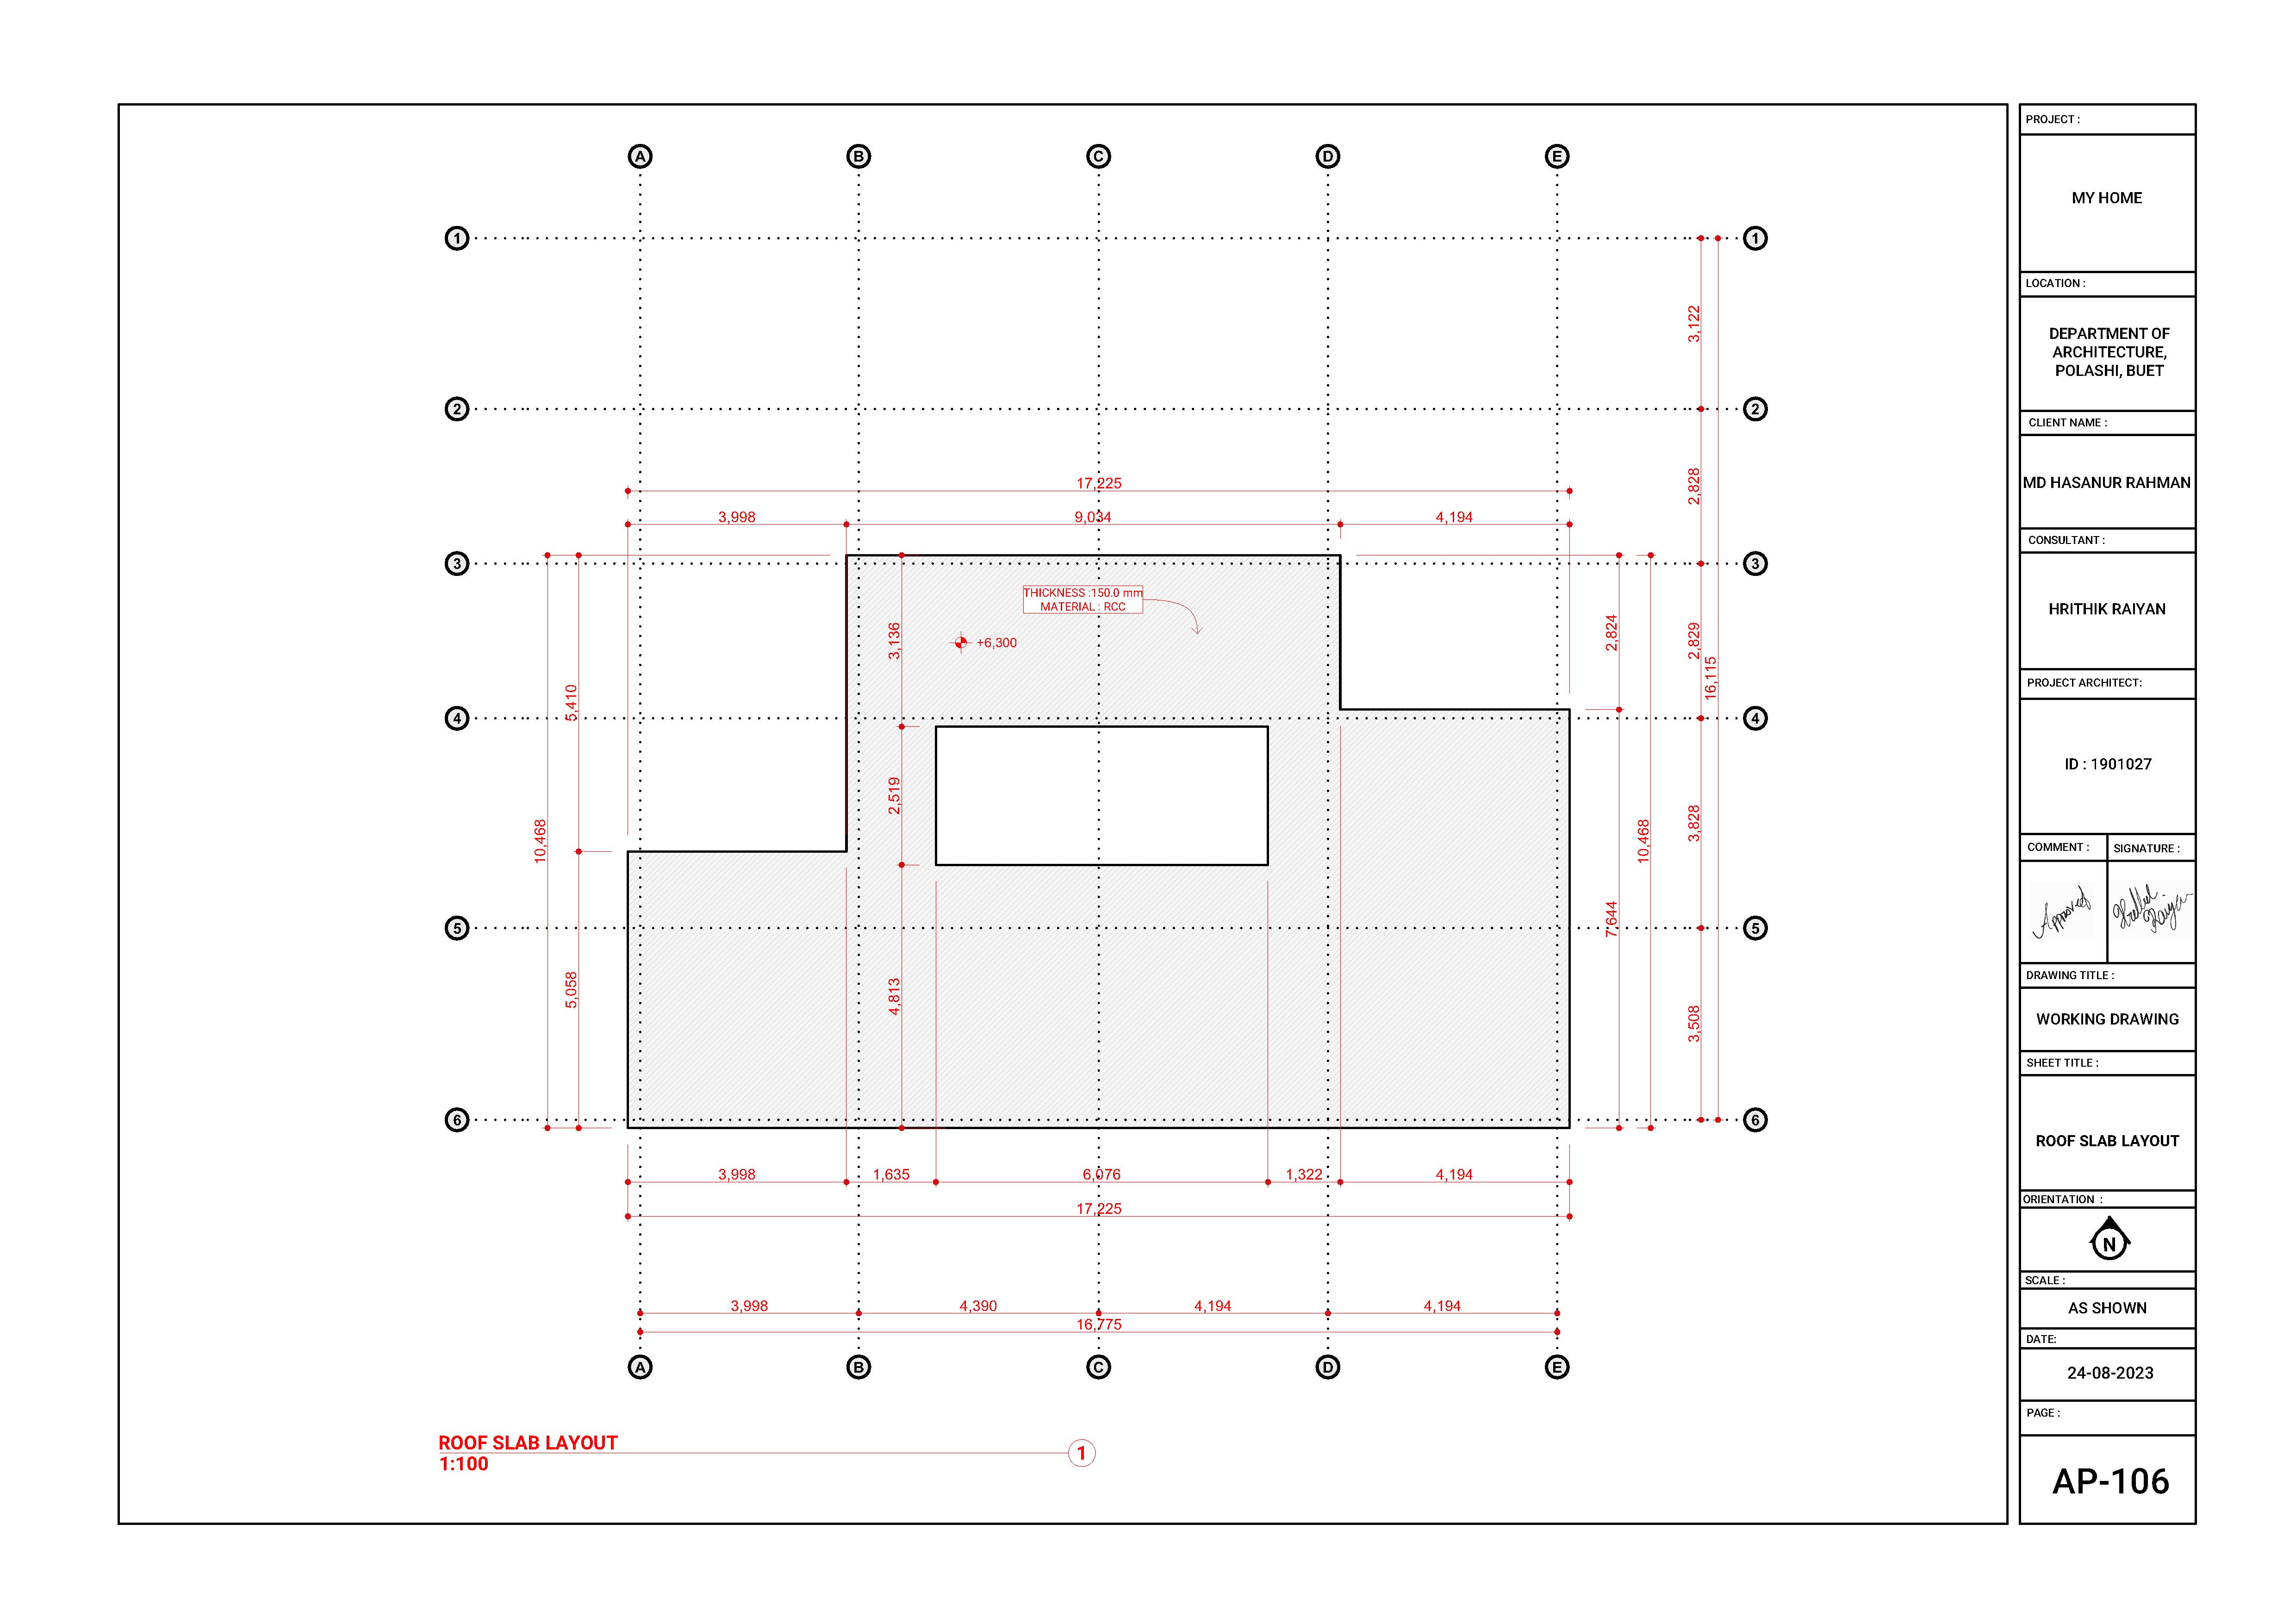 A B C D E
1 1
3,122
2 2
2,828
17,225
3,998 9,034 4,194
3 3
THICKNESS :150.0 mm
MATERIAL : RCC
+6,300
3,136
2,824
2,829
16,115
5,410
4 4
2,519
3,828
10,468
10,468
7,644
5 5
5,058
4,813
3,508
6 6
3,998 1,635 6,076 1,322 4,194
17,225
3,998 4,390 4,194 4,194
16,775
A B C D E
ROOF SLAB LAYOUT
1:100
1
PROJECT :
MY HOME
LOCATION :
DEPARTMENT OF
ARCHITECTURE,
POLASHI, BUET
CLIENT NAME :
MD HASANUR RAHMAN
CONSULTANT :
HRITHIK RAIYAN
PROJECT ARCHITECT:
ID : 1901027
COMMENT : SIGNATURE :
Approved
DRAWING TITLE :
WORKING DRAWING
SHEET TITLE :
ROOF SLAB LAYOUT
ORIENTATION :
N
SCALE :
AS SHOWN
DATE:
24-08-2023
PAGE :
AP-106